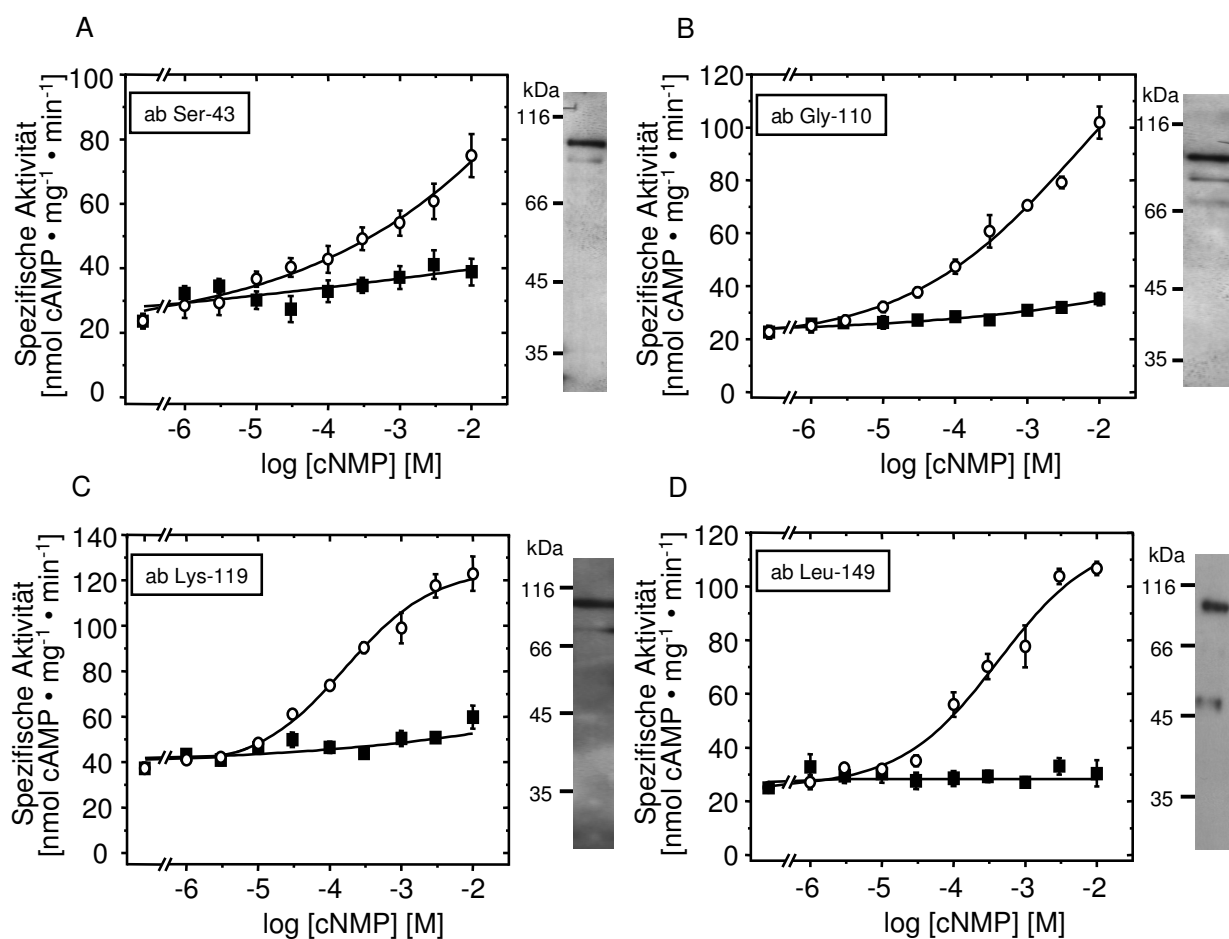 A
Spezifische Aktivität
[nmol cAMP • mg⁻¹ • min⁻¹]
100
80
60
40
20
0
ab Ser-43
-6 -5 -4 -3 -2
log [cNMP] [M]
kDa
116
66
45
35
B
Spezifische Aktivität
[nmol cAMP • mg⁻¹ • min⁻¹]
120
100
80
60
40
20
0
ab Gly-110
-6 -5 -4 -3 -2
log [cNMP] [M]
kDa
116
66
45
35
C
Spezifische Aktivität
[nmol cAMP • mg⁻¹ • min⁻¹]
140
120
100
80
60
40
20
0
ab Lys-119
-6 -5 -4 -3 -2
log [cNMP] [M]
kDa
116
66
45
35
D
Spezifische Aktivität
[nmol cAMP • mg⁻¹ • min⁻¹]
120
100
80
60
40
20
0
ab Leu-149
-6 -5 -4 -3 -2
log [cNMP] [M]
kDa
116
66
45
35